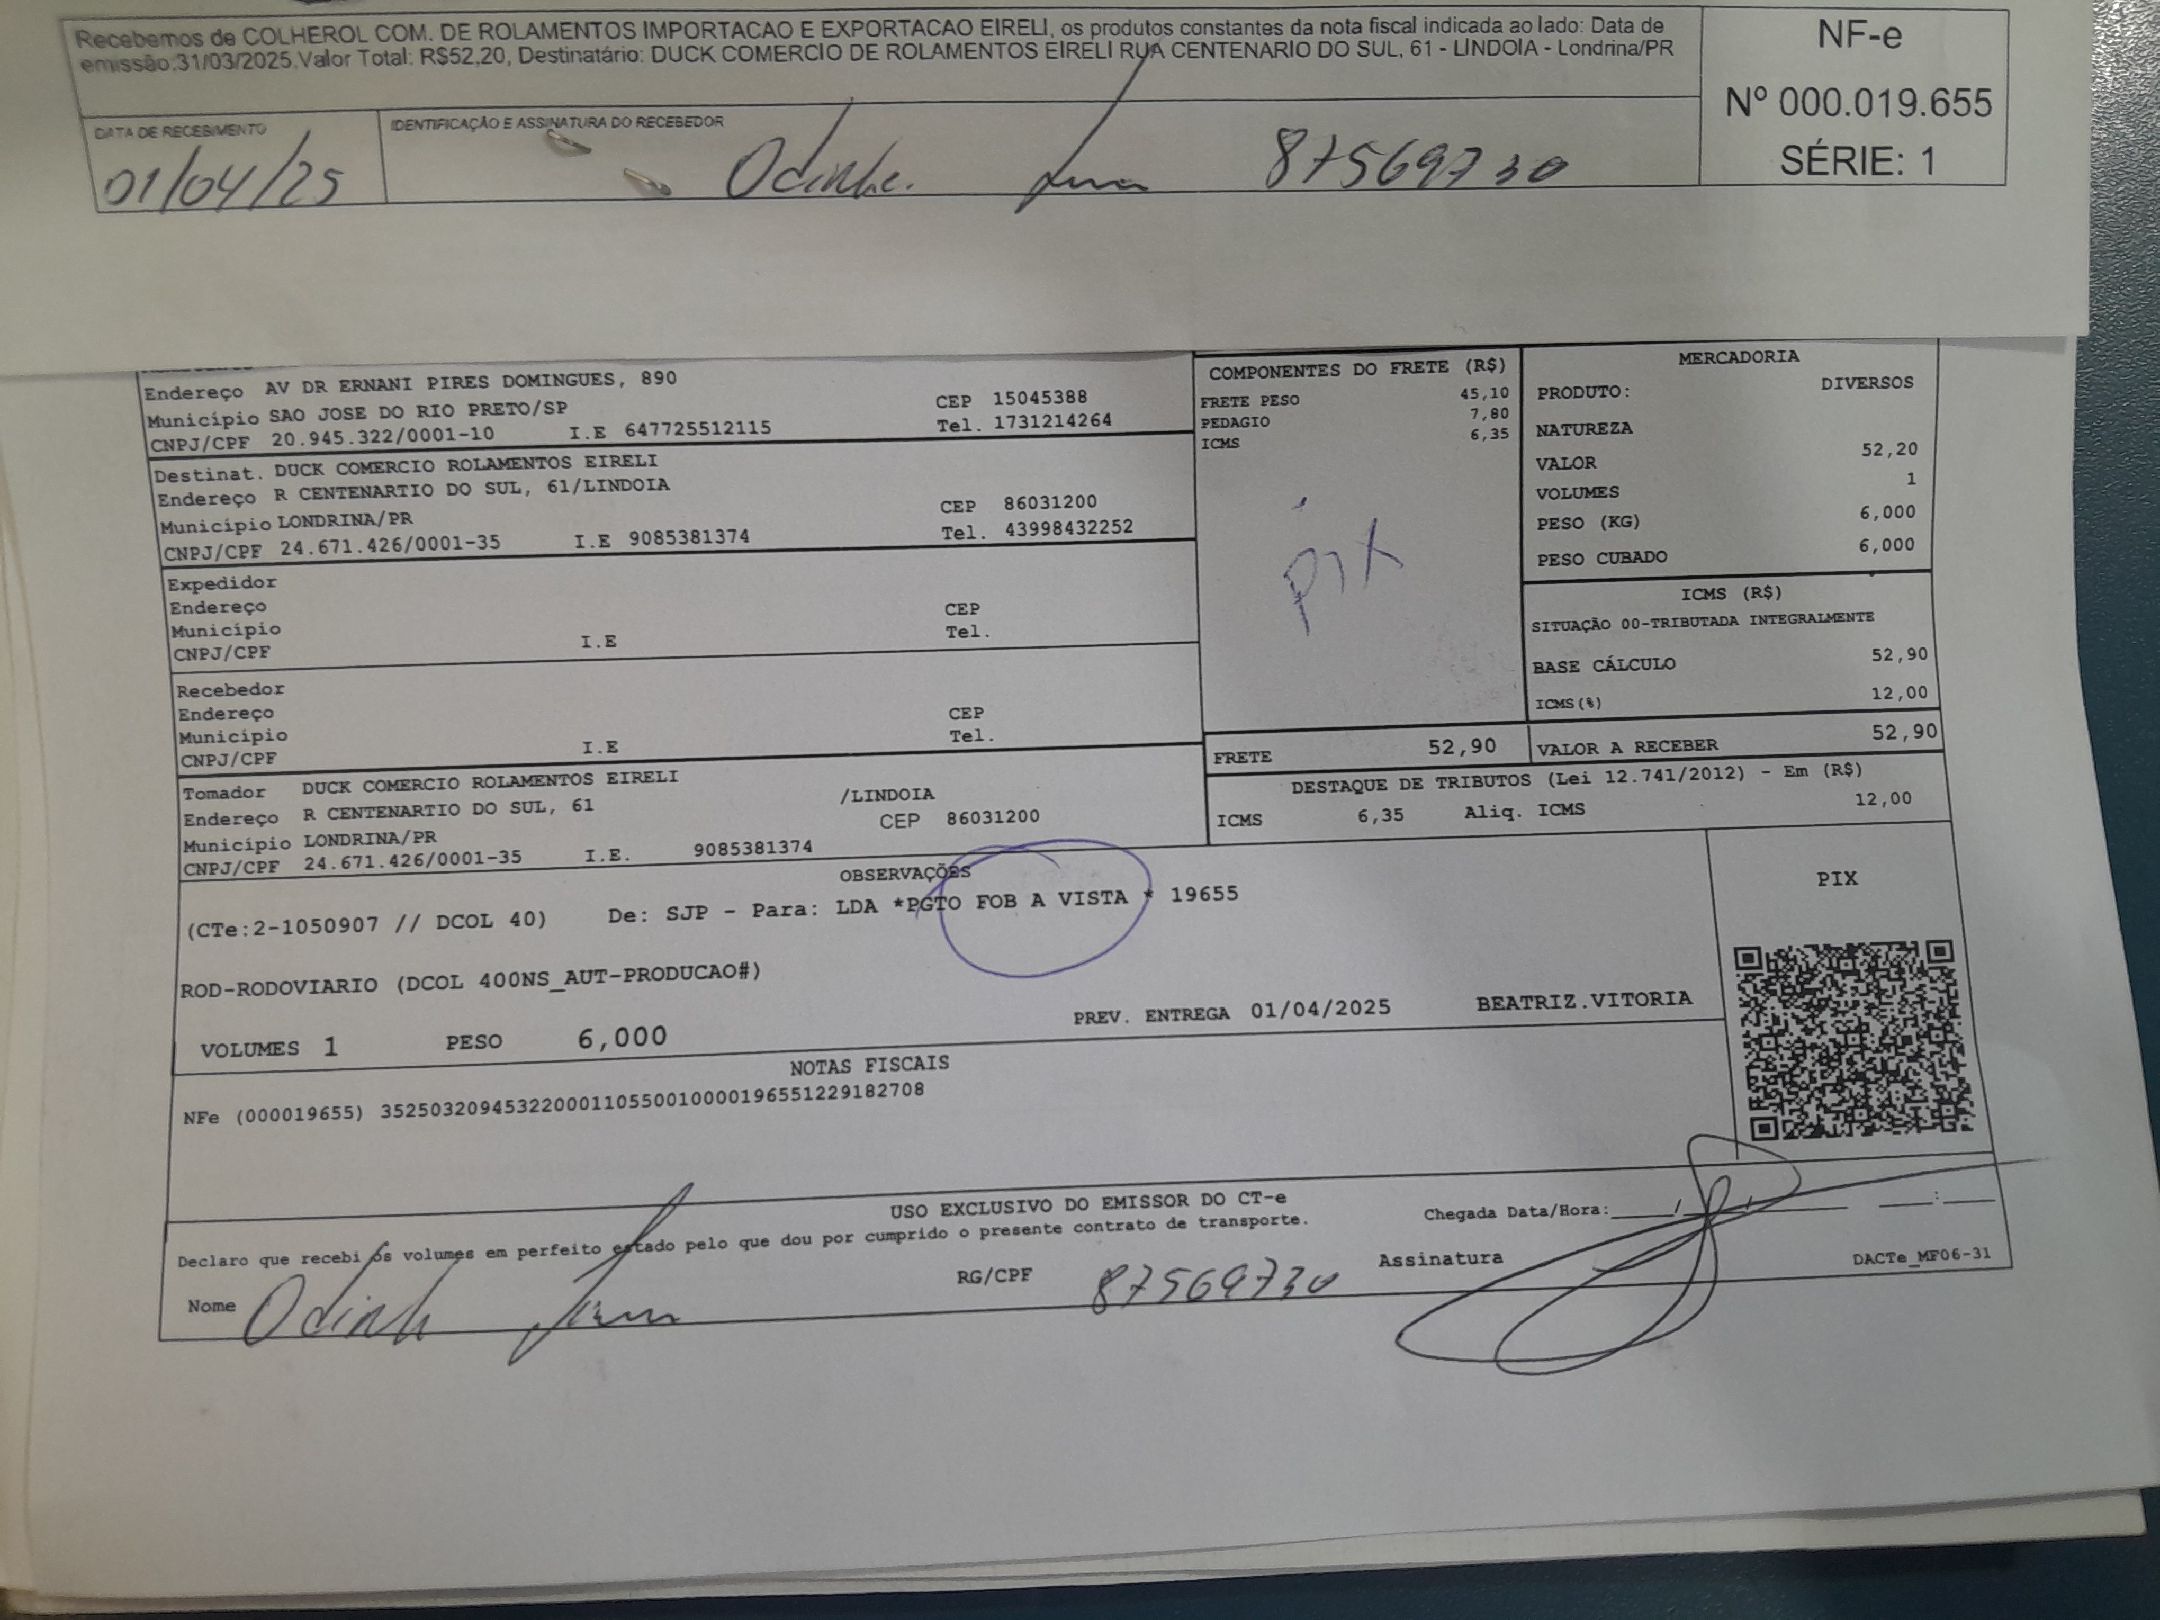 Recebemos de COLHEROL COM. DE ROLAMENTOS IMPORTACAO E EXPORTACAO EIRELI, os produtos constantes da nota fiscal indicada ao lado: Data de
emissão:31/03/2025.Valor Total: R$52,20, Destinatário: DUCK COMERCIO DE ROLAMENTOS EIRELI RUA CENTENARIO DO SUL, 61 - LINDOIA - Londrina/PR
NF-e
Nº 000.019.655
SÉRIE: 1
DATA DE RECEBIMENTO
01/04/25
IDENTIFICAÇÃO E ASSINATURA DO RECEBEDOR
87569730
Endereço AV DR ERNANI PIRES DOMINGUES, 890
Município SAO JOSE DO RIO PRETO/SP CEP 15045388
CNPJ/CPF 20.945.322/0001-10 I.E 647725512115 Tel. 1731214264
Destinat. DUCK COMERCIO ROLAMENTOS EIRELI
Endereço R CENTENARTIO DO SUL, 61/LINDOIA
Município LONDRINA/PR CEP 86031200
CNPJ/CPF 24.671.426/0001-35 I.E 9085381374 Tel. 43998432252
Expedidor
Endereço
Município CEP
CNPJ/CPF I.E Tel.
Recebedor
Endereço
Município CEP
CNPJ/CPF I.E Tel.
Tomador DUCK COMERCIO ROLAMENTOS EIRELI
Endereço R CENTENARTIO DO SUL, 61 /LINDOIA
Município LONDRINA/PR CEP 86031200
CNPJ/CPF 24.671.426/0001-35 I.E. 9085381374
COMPONENTES DO FRETE (R$)
FRETE PESO 45,10
PEDAGIO 7,80
ICMS 6,35
PIX
FRETE 52,90
MERCADORIA
PRODUTO: DIVERSOS
NATUREZA
VALOR 52,20
VOLUMES 1
PESO (KG) 6,000
PESO CUBADO 6,000
ICMS (R$)
SITUAÇÃO 00-TRIBUTADA INTEGRALMENTE
BASE CÁLCULO 52,90
ICMS(%) 12,00
VALOR A RECEBER 52,90
DESTAQUE DE TRIBUTOS (Lei 12.741/2012) - Em (R$)
ICMS 6,35 Aliq. ICMS 12,00
OBSERVAÇÕES
(CTe:2-1050907 // DCOL 40) De: SJP - Para: LDA *PGTO FOB A VISTA * 19655
ROD-RODOVIARIO (DCOL 400NS_AUT-PRODUCAO#)
VOLUMES 1 PESO 6,000 PREV. ENTREGA 01/04/2025 BEATRIZ.VITORIA
PIX
NOTAS FISCAIS
NFe (000019655) 35250320945322000110550010000196551229182708
USO EXCLUSIVO DO EMISSOR DO CT-e
Declaro que recebi os volumes em perfeito estado pelo que dou por cumprido o presente contrato de transporte.
Chegada Data/Hora:____/____/____ ____:____
Nome RG/CPF 87569730 Assinatura
DACTe_MF06-31